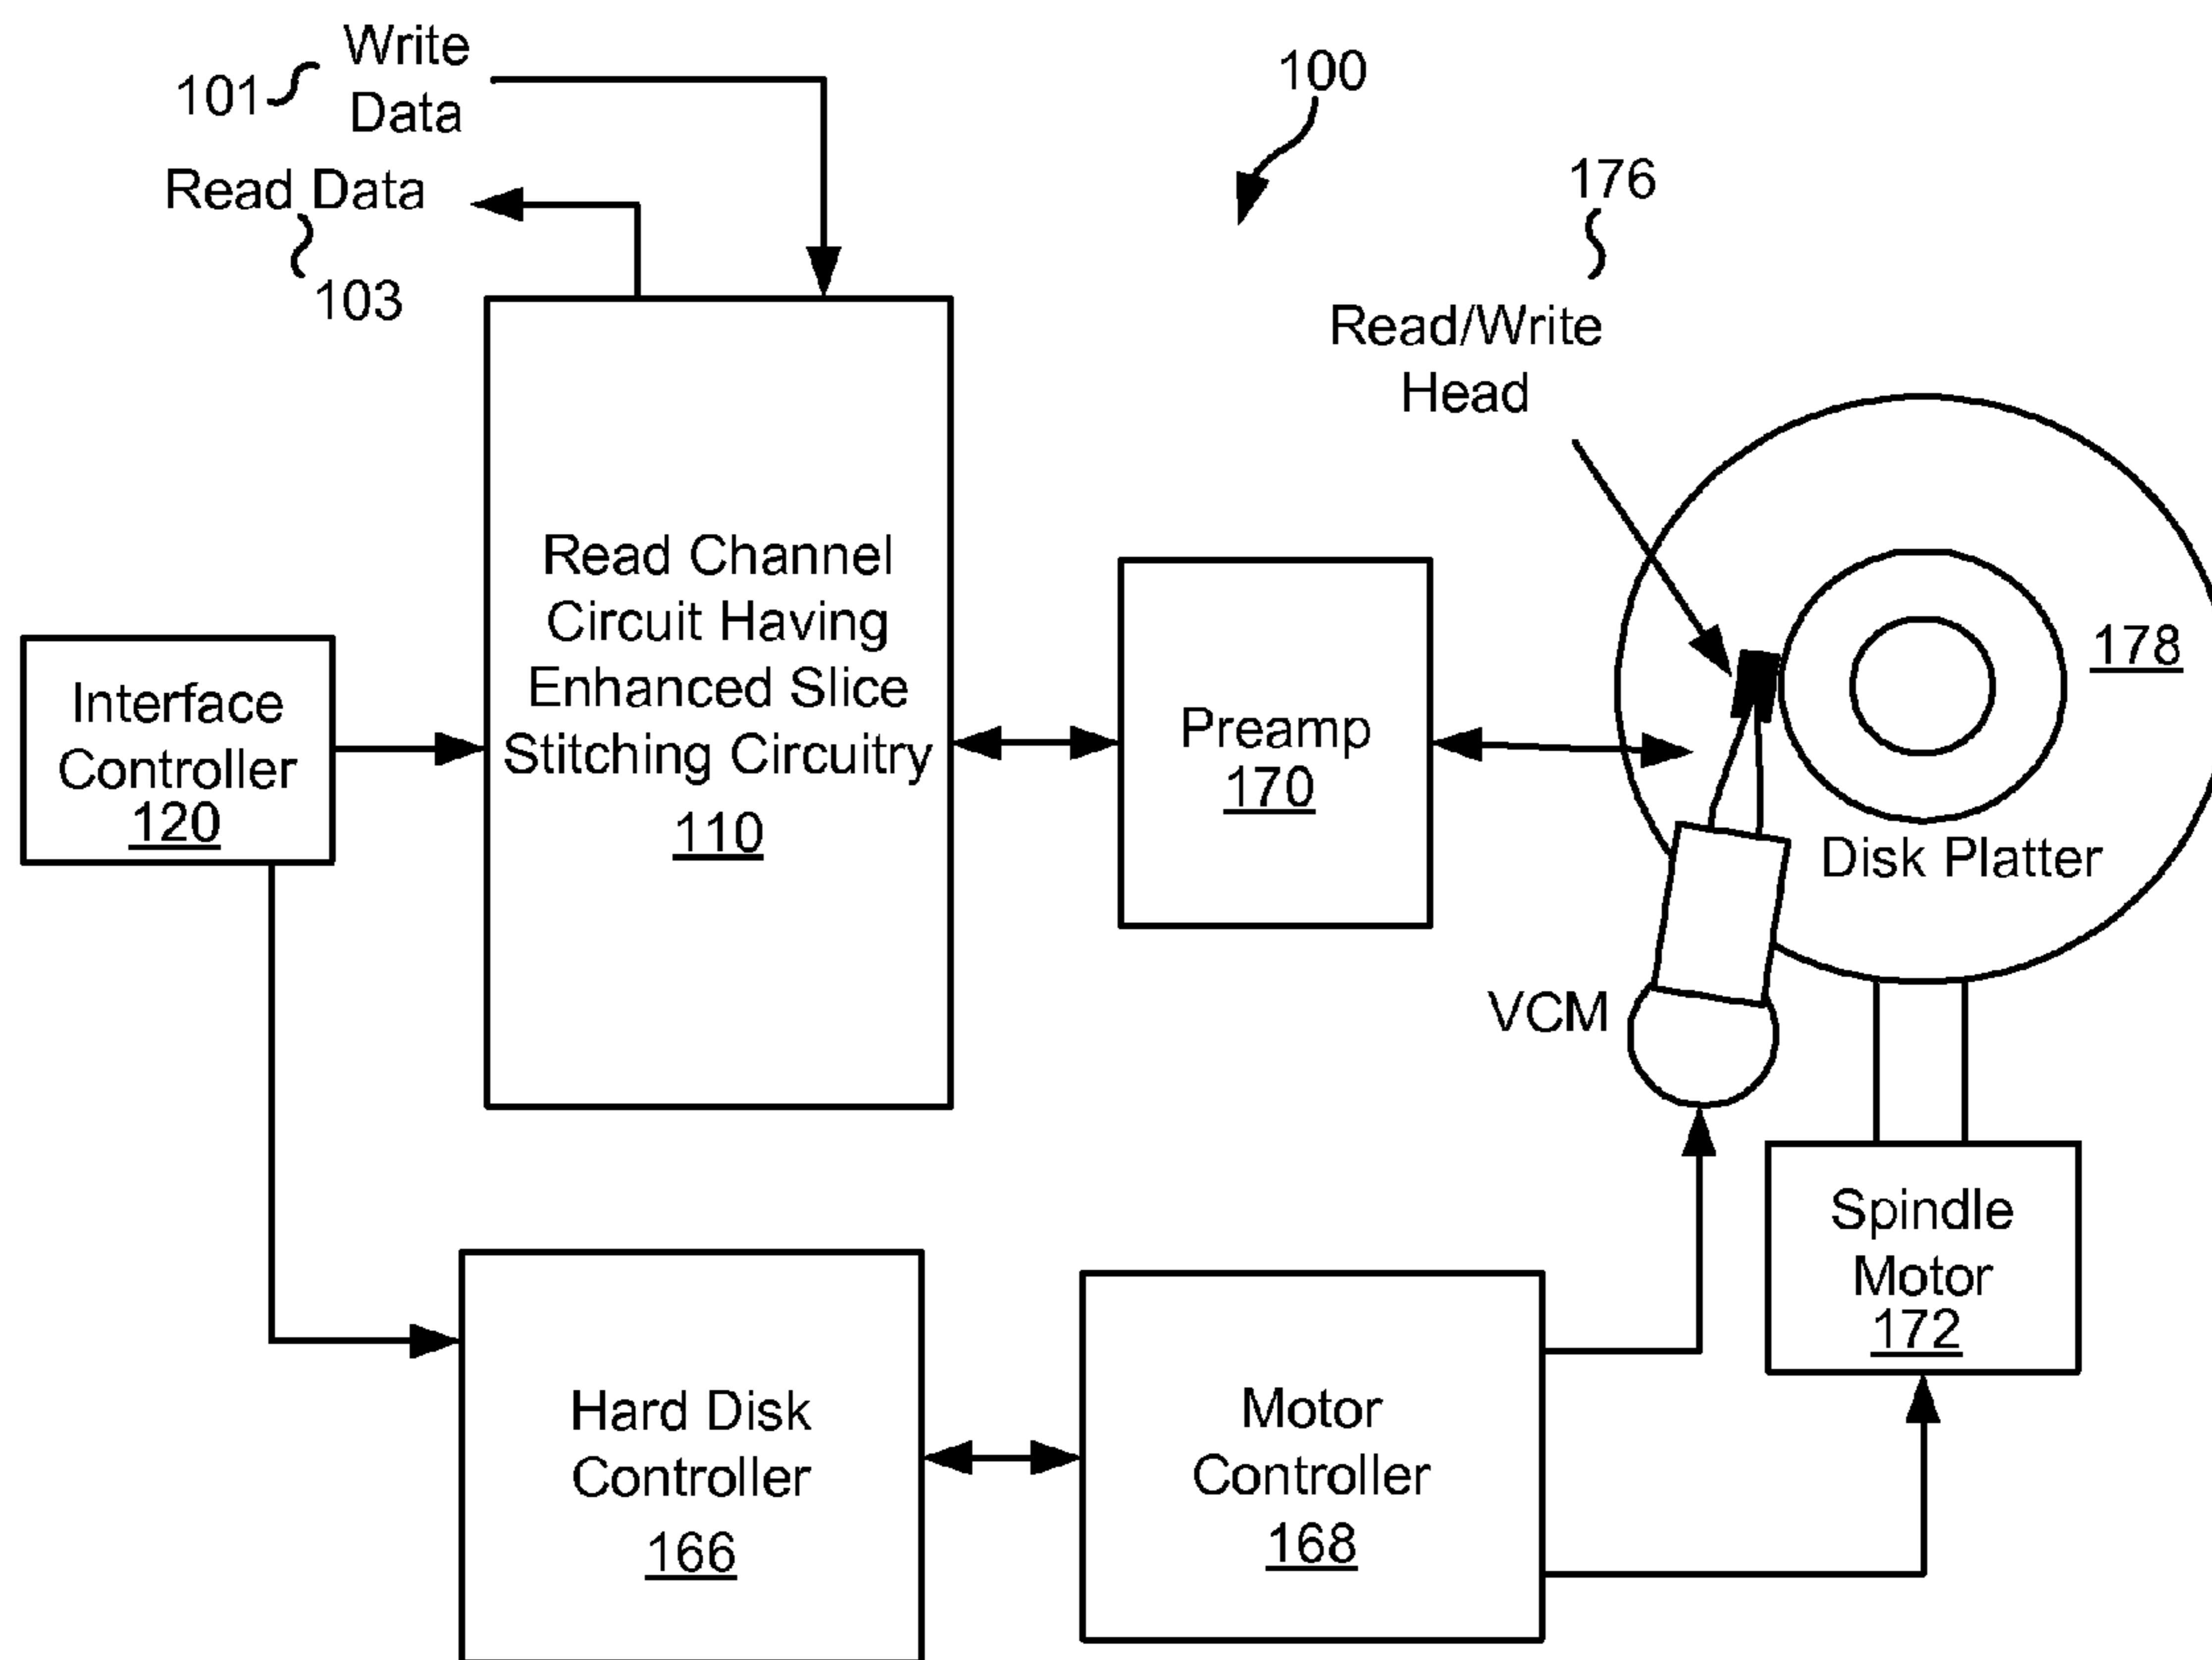 Write
Data
101
Read Data
103
100
176
Read/Write
Head
Read Channel
Circuit Having
Enhanced Slice
Stitching Circuitry
110
Interface
Controller
120
Preamp
170
178
Disk Platter
VCM
Spindle
Motor
172
Hard Disk
Controller
166
Motor
Controller
168